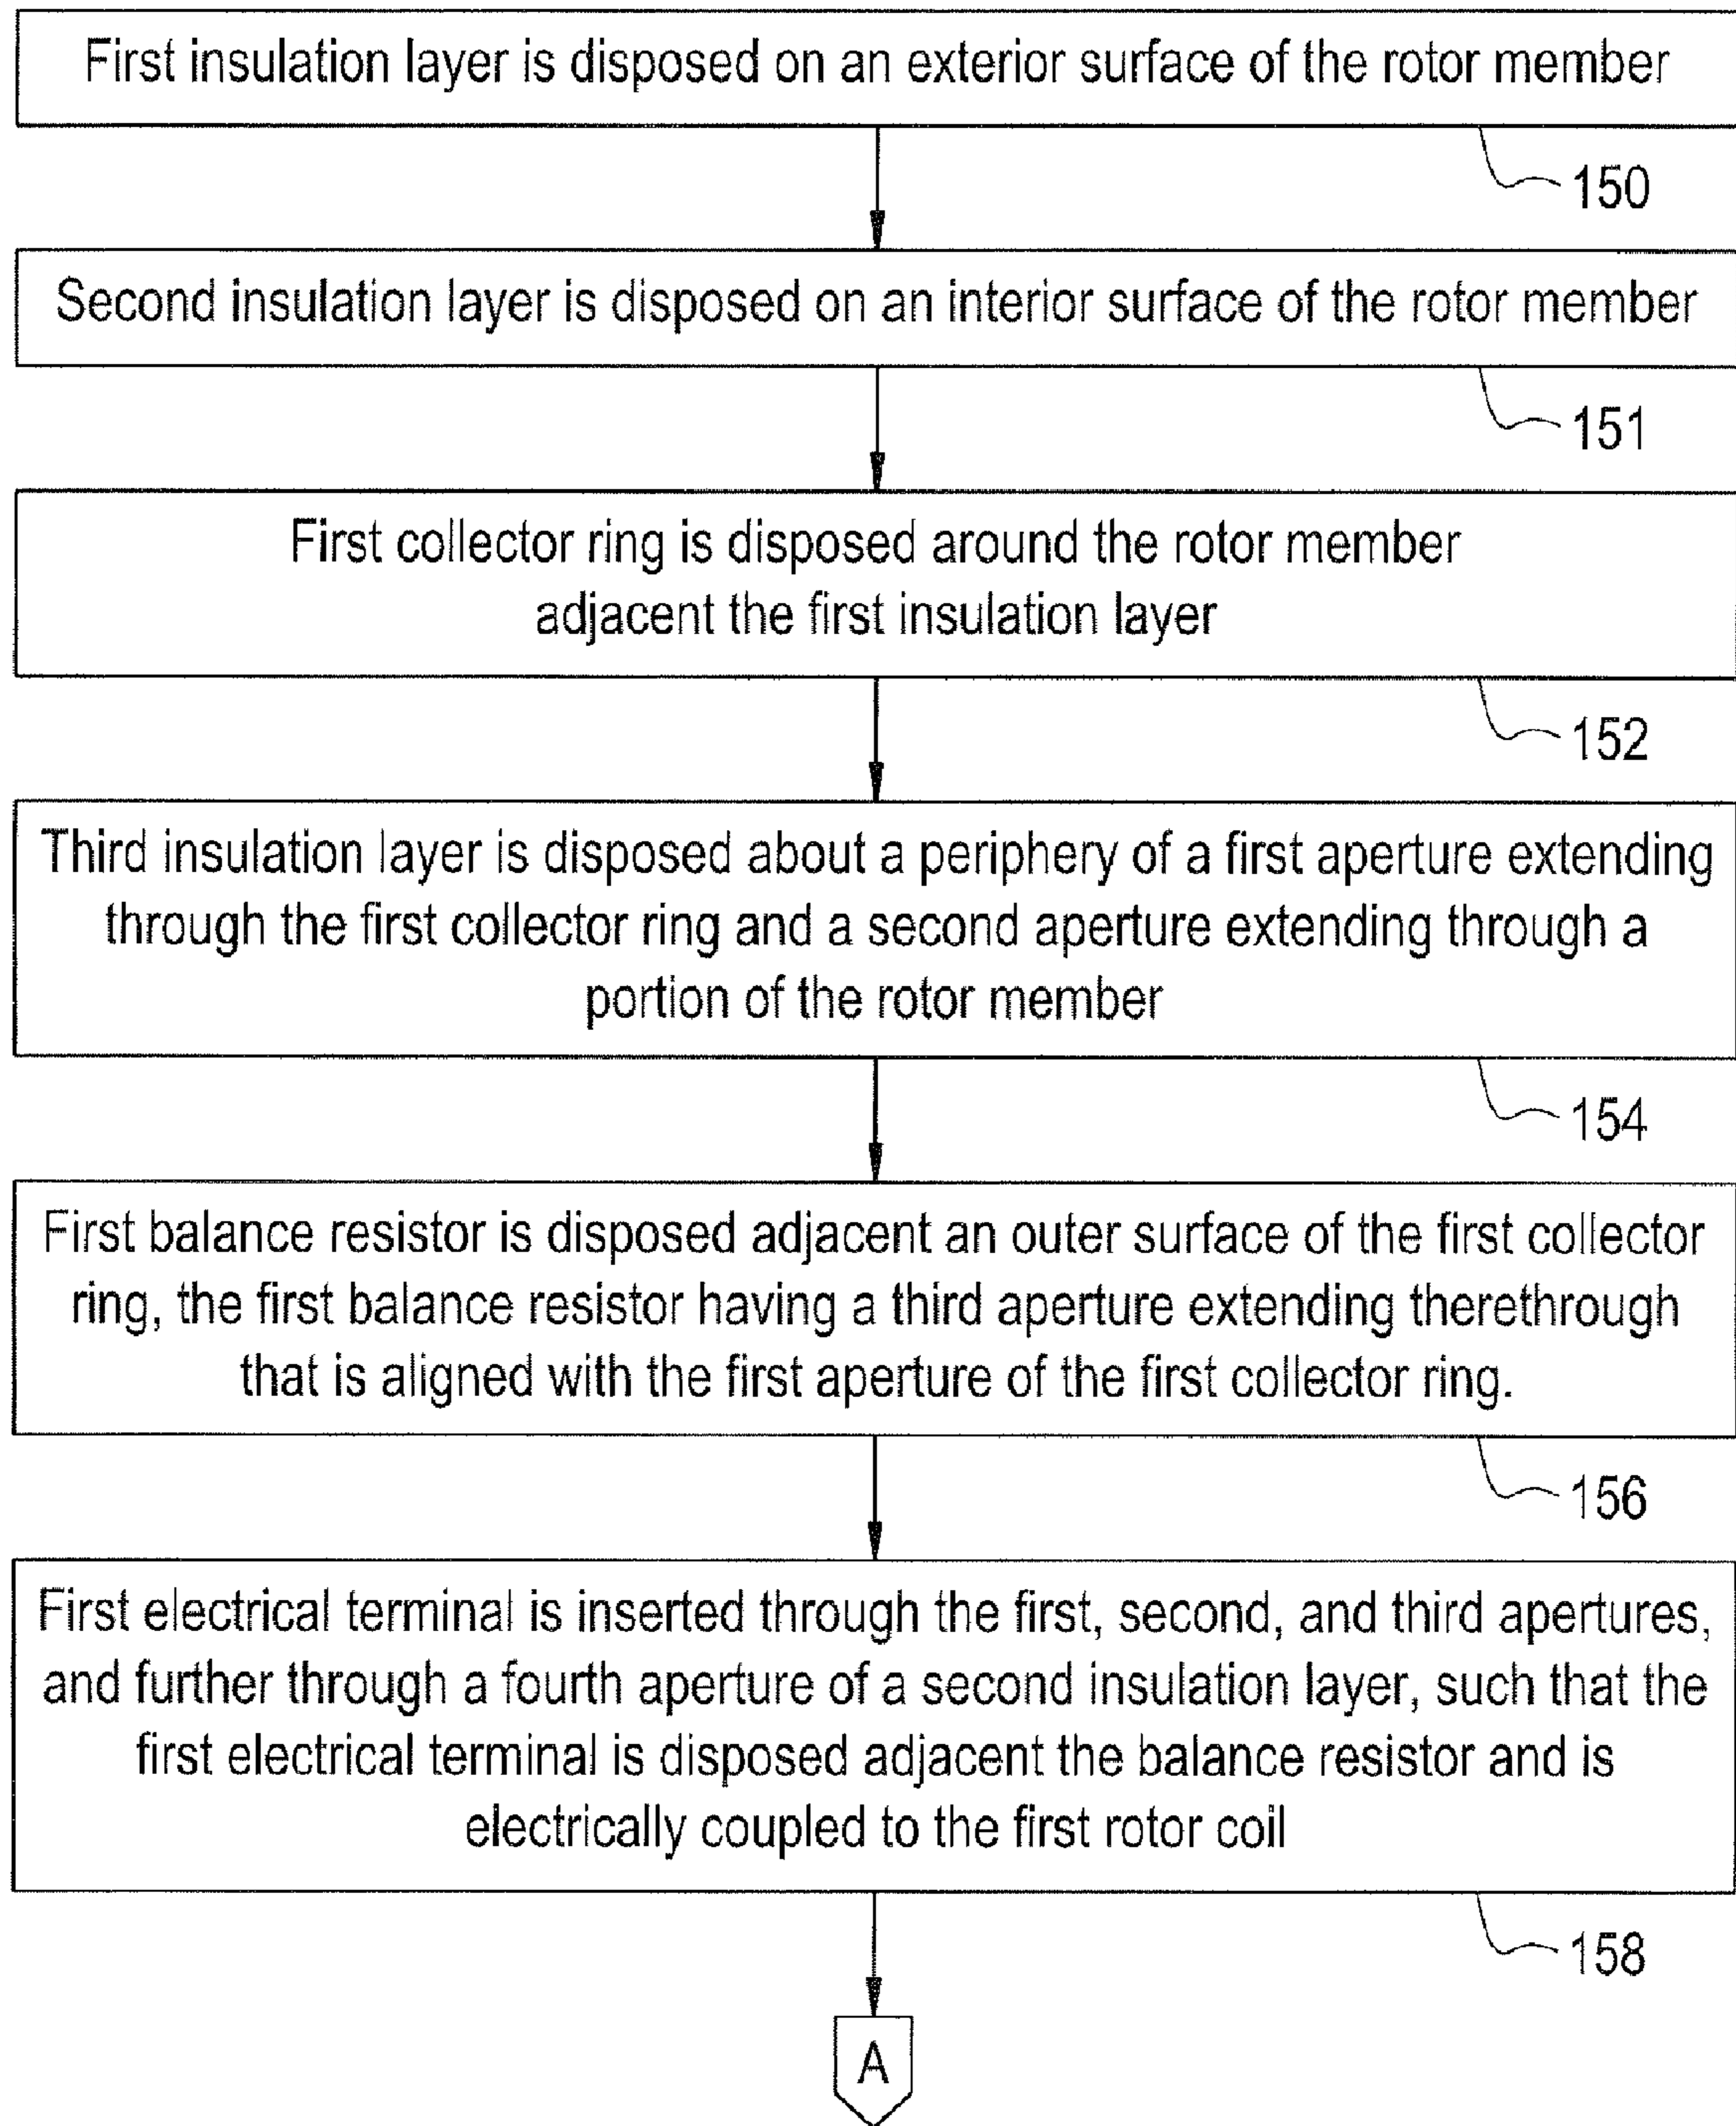 First insulation layer is disposed on an exterior surface of the rotor member
150
Second insulation layer is disposed on an interior surface of the rotor member
151
First collector ring is disposed around the rotor member
adjacent the first insulation layer
152
Third insulation layer is disposed about a periphery of a first aperture extending
through the first collector ring and a second aperture extending through a
portion of the rotor member
154
First balance resistor is disposed adjacent an outer surface of the first collector
ring, the first balance resistor having a third aperture extending therethrough
that is aligned with the first aperture of the first collector ring.
156
First electrical terminal is inserted through the first, second, and third apertures,
and further through a fourth aperture of a second insulation layer, such that the
first electrical terminal is disposed adjacent the balance resistor and is
electrically coupled to the first rotor coil
158
A